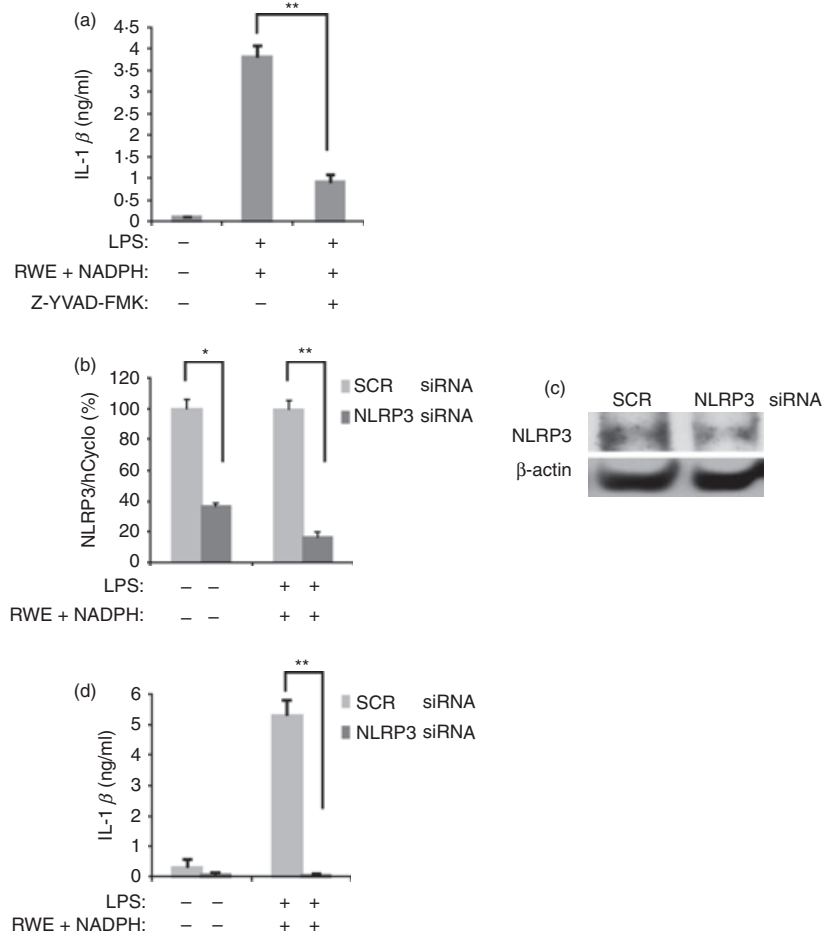 (a)
**
4·5
4
3·5
3
2·5
2
1·5
1
0·5
0
IL-1 β (ng/ml)
LPS: – + +
RWE + NADPH: – + +
Z-YVAD-FMK: – – +
(b)
* **
120
100
80
60
40
20
0
NLRP3/hCyclo (%)
SCR siRNA
NLRP3 siRNA
LPS: – – + +
RWE + NADPH: – – + +
(c)
SCR NLRP3 siRNA
NLRP3
β-actin
(d)
**
6
5
4
3
2
1
0
IL-1 β (ng/ml)
SCR siRNA
NLRP3 siRNA
LPS: – – + +
RWE + NADPH: – – + +